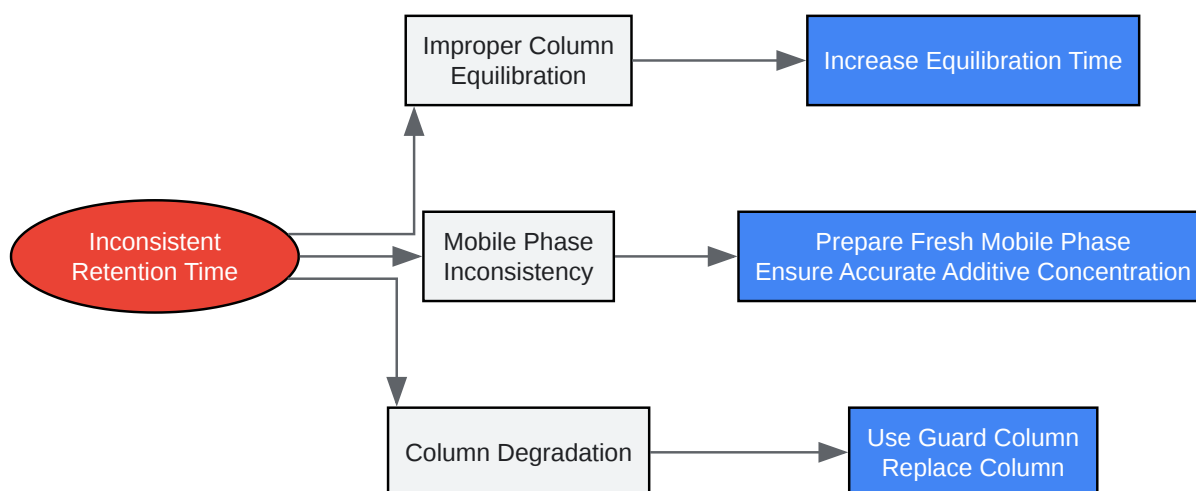 Improper Column
Equilibration
Increase Equilibration Time
Inconsistent
Retention Time
Mobile Phase
Inconsistency
Prepare Fresh Mobile Phase
Ensure Accurate Additive Concentration
Column Degradation
Use Guard Column
Replace Column